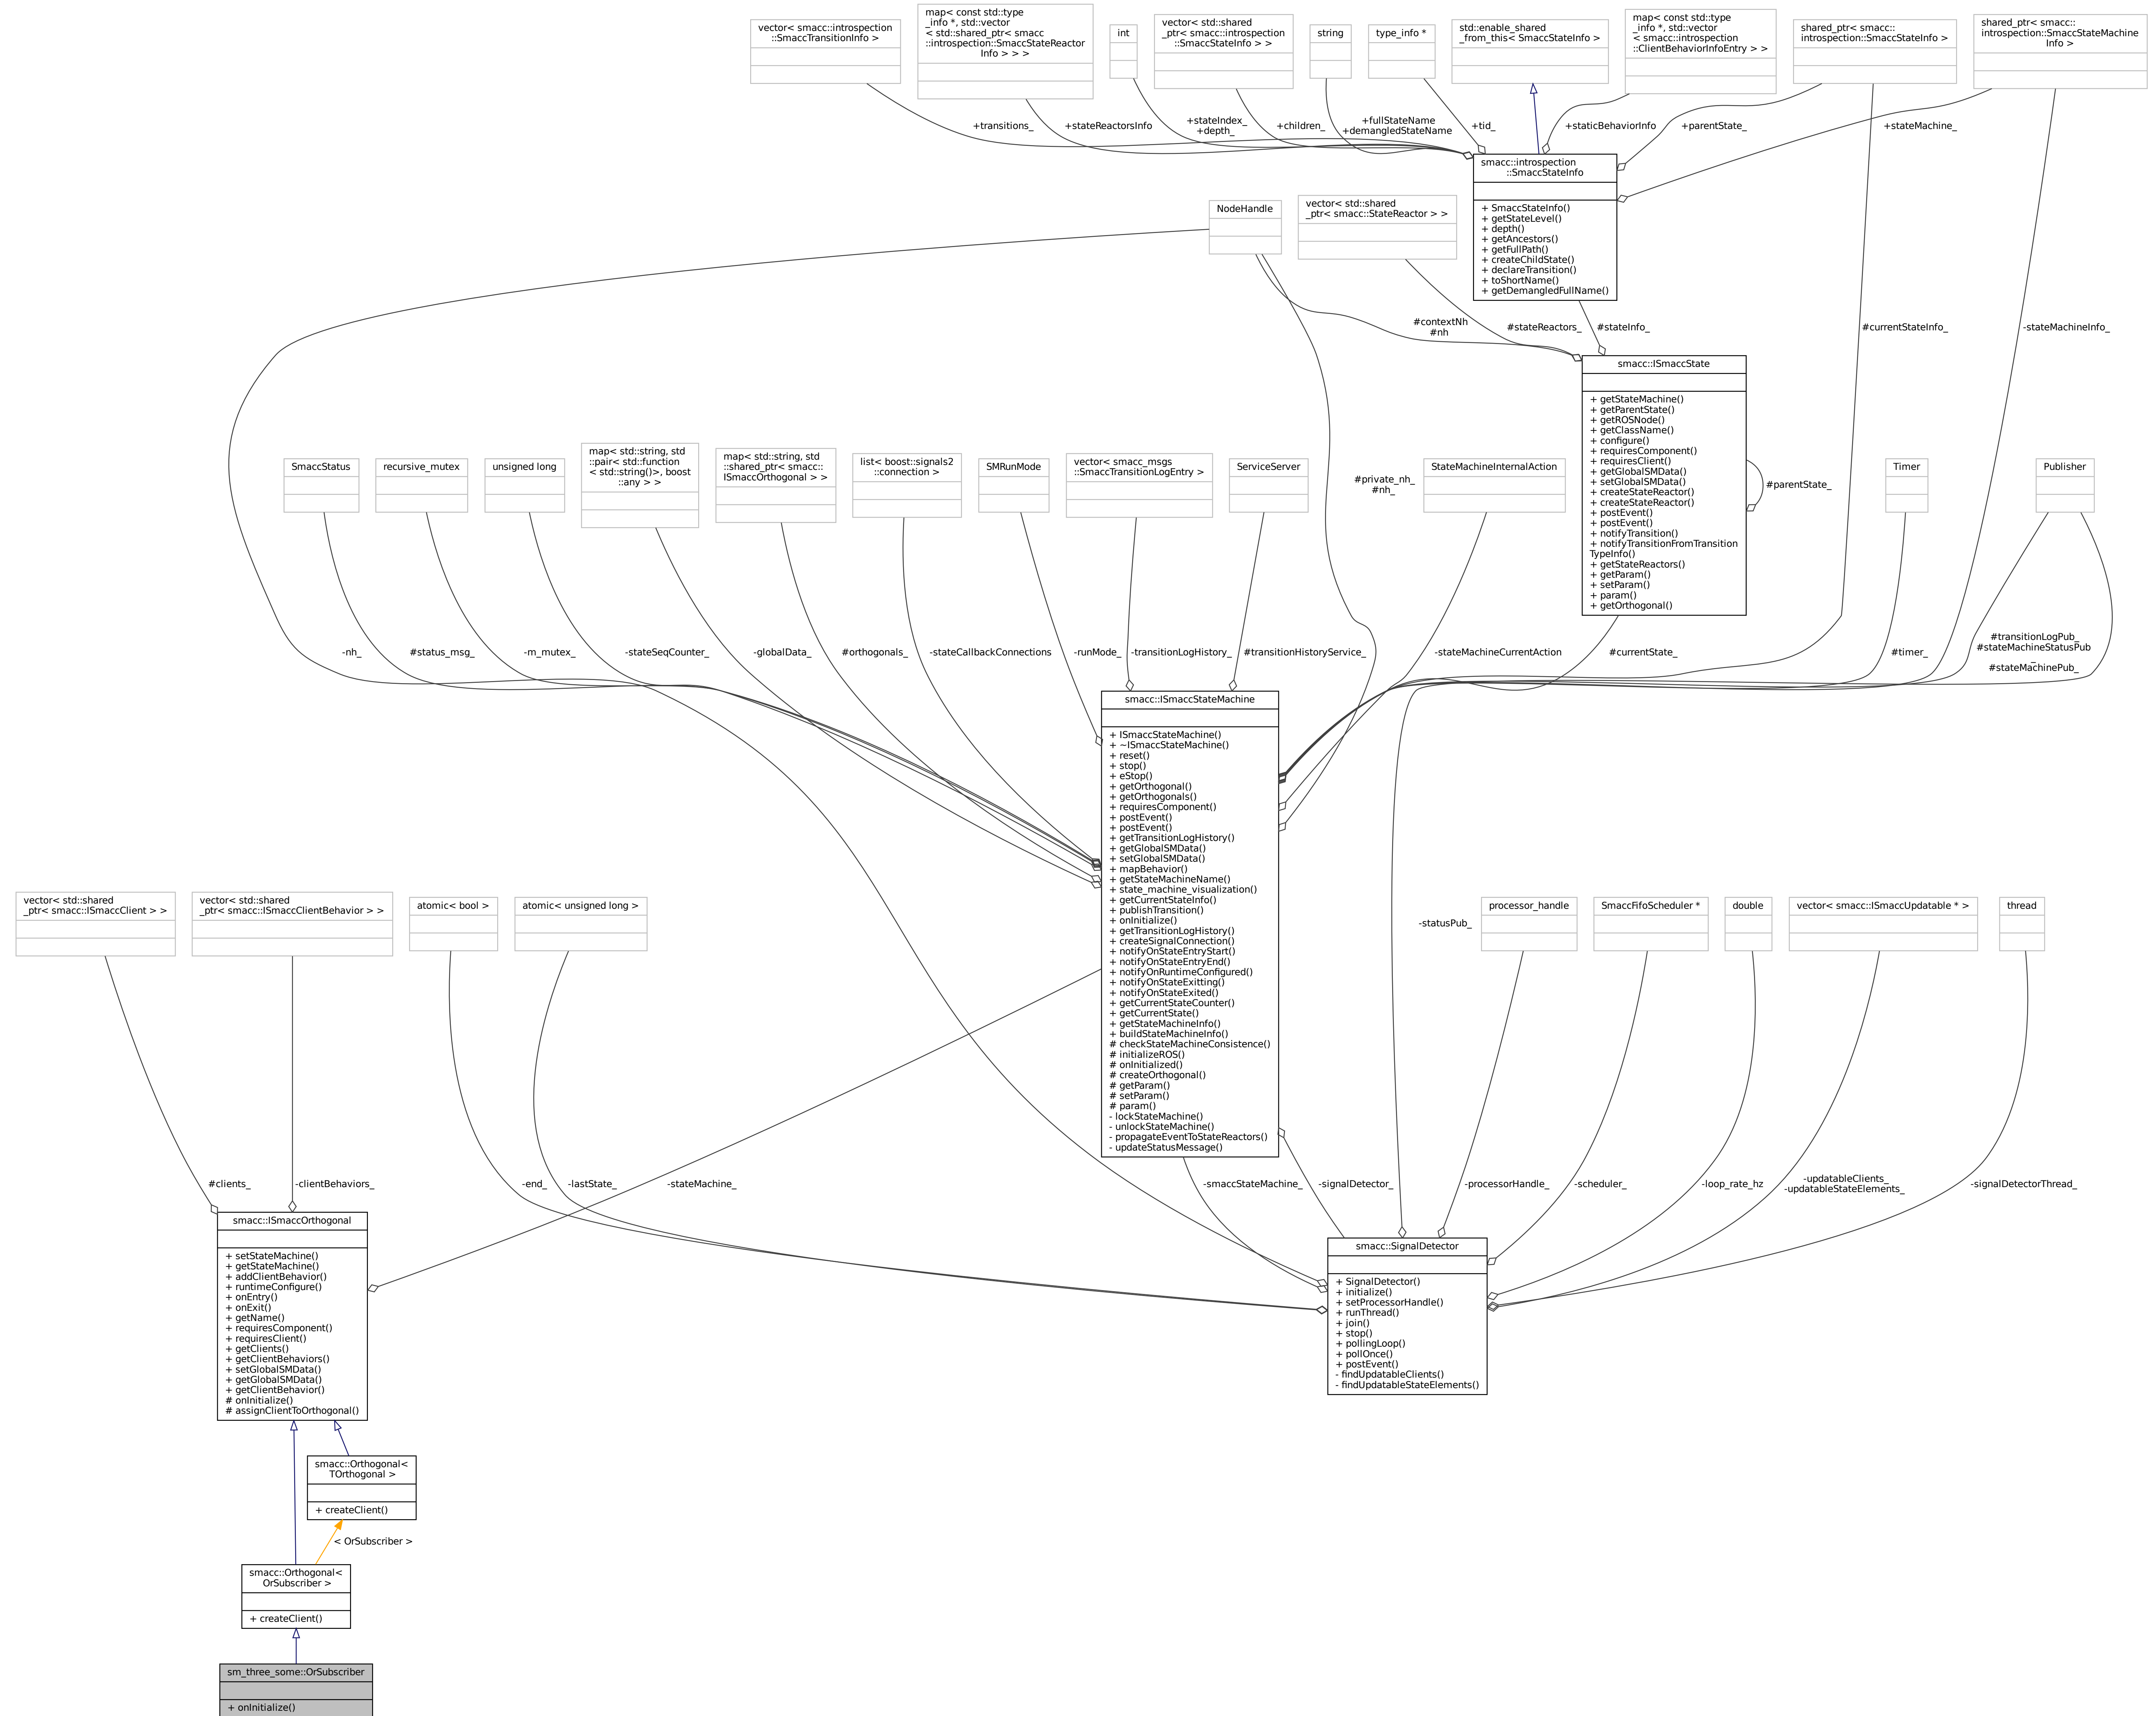 vector< smacc::introspection
::SmaccTransitionInfo >
map< const std::type
_info *, std::vector
< std::shared_ptr< smacc
::introspection::SmaccStateReactor
Info > > >
int
vector< std::shared
_ptr< smacc::introspection
::SmaccStateInfo > >
string
type_info *
std::enable_shared
_from_this< SmaccStateInfo >
map< const std::type
_info *, std::vector
< smacc::introspection
::ClientBehaviorInfoEntry > >
shared_ptr< smacc::
introspection::SmaccStateInfo >
shared_ptr< smacc::
introspection::SmaccStateMachine
Info >
+transitions_
+stateReactorsInfo
+stateIndex_
+depth_
+children_
+fullStateName
+demangledStateName
+tid_
+staticBehaviorInfo
+parentState_
+stateMachine_
smacc::introspection
::SmaccStateInfo
+ SmaccStateInfo()
+ getStateLevel()
+ depth()
+ getAncestors()
+ getFullPath()
+ createChildState()
+ declareTransition()
+ toShortName()
+ getDemangledFullName()
NodeHandle
vector< std::shared
_ptr< smacc::StateReactor > >
#contextNh
#nh
#stateReactors_
#stateInfo_
#currentStateInfo_
-stateMachineInfo_
smacc::ISmaccState
+ getStateMachine()
+ getParentState()
+ getROSNode()
+ getClassName()
+ configure()
+ requiresComponent()
+ requiresClient()
+ getGlobalSMData()
+ setGlobalSMData()
+ createStateReactor()
+ createStateReactor()
+ postEvent()
+ postEvent()
+ notifyTransition()
+ notifyTransitionFromTransition
TypeInfo()
+ getStateReactors()
+ getParam()
+ setParam()
+ param()
+ getOrthogonal()
#parentState_
SmaccStatus
recursive_mutex
unsigned long
map< std::string, std
::pair< std::function
< std::string()>, boost
::any > >
map< std::string, std
::shared_ptr< smacc::
ISmaccOrthogonal > >
list< boost::signals2
::connection >
SMRunMode
vector< smacc_msgs
::SmaccTransitionLogEntry >
ServiceServer
#private_nh_
#nh_
StateMachineInternalAction
Timer
Publisher
-nh_
#status_msg_
-m_mutex_
-stateSeqCounter_
-globalData_
#orthogonals_
-stateCallbackConnections
-runMode_
-transitionLogHistory_
#transitionHistoryService_
-stateMachineCurrentAction
#currentState_
#timer_
#transitionLogPub_
#stateMachineStatusPub
_
#stateMachinePub_
smacc::ISmaccStateMachine
+ ISmaccStateMachine()
+ ~ISmaccStateMachine()
+ reset()
+ stop()
+ eStop()
+ getOrthogonal()
+ getOrthogonals()
+ requiresComponent()
+ postEvent()
+ postEvent()
+ getTransitionLogHistory()
+ getGlobalSMData()
+ setGlobalSMData()
+ mapBehavior()
+ getStateMachineName()
+ state_machine_visualization()
+ getCurrentStateInfo()
+ publishTransition()
+ onInitialize()
+ getTransitionLogHistory()
+ createSignalConnection()
+ notifyOnStateEntryStart()
+ notifyOnStateEntryEnd()
+ notifyOnRuntimeConfigured()
+ notifyOnStateExitting()
+ notifyOnStateExited()
+ getCurrentStateCounter()
+ getCurrentState()
+ getStateMachineInfo()
+ buildStateMachineInfo()
# checkStateMachineConsistence()
# initializeROS()
# onInitialized()
# createOrthogonal()
# getParam()
# setParam()
# param()
- lockStateMachine()
- unlockStateMachine()
- propagateEventToStateReactors()
- updateStatusMessage()
vector< std::shared
_ptr< smacc::ISmaccClient > >
vector< std::shared
_ptr< smacc::ISmaccClientBehavior > >
atomic< bool >
atomic< unsigned long >
-statusPub_
processor_handle
SmaccFifoScheduler *
double
vector< smacc::ISmaccUpdatable * >
thread
#clients_
-clientBehaviors_
-end_
-lastState_
-stateMachine_
-smaccStateMachine_
-signalDetector_
-processorHandle_
-scheduler_
-loop_rate_hz
-updatableClients_
-updatableStateElements_
-signalDetectorThread_
smacc::ISmaccOrthogonal
+ setStateMachine()
+ getStateMachine()
+ addClientBehavior()
+ runtimeConfigure()
+ onEntry()
+ onExit()
+ getName()
+ requiresComponent()
+ requiresClient()
+ getClients()
+ getClientBehaviors()
+ setGlobalSMData()
+ getGlobalSMData()
+ getClientBehavior()
# onInitialize()
# assignClientToOrthogonal()
smacc::SignalDetector
+ SignalDetector()
+ initialize()
+ setProcessorHandle()
+ runThread()
+ join()
+ stop()
+ pollingLoop()
+ pollOnce()
+ postEvent()
- findUpdatableClients()
- findUpdatableStateElements()
smacc::Orthogonal<
TOrthogonal >
+ createClient()
< OrSubscriber >
smacc::Orthogonal<
OrSubscriber >
+ createClient()
sm_three_some::OrSubscriber
+ onInitialize()